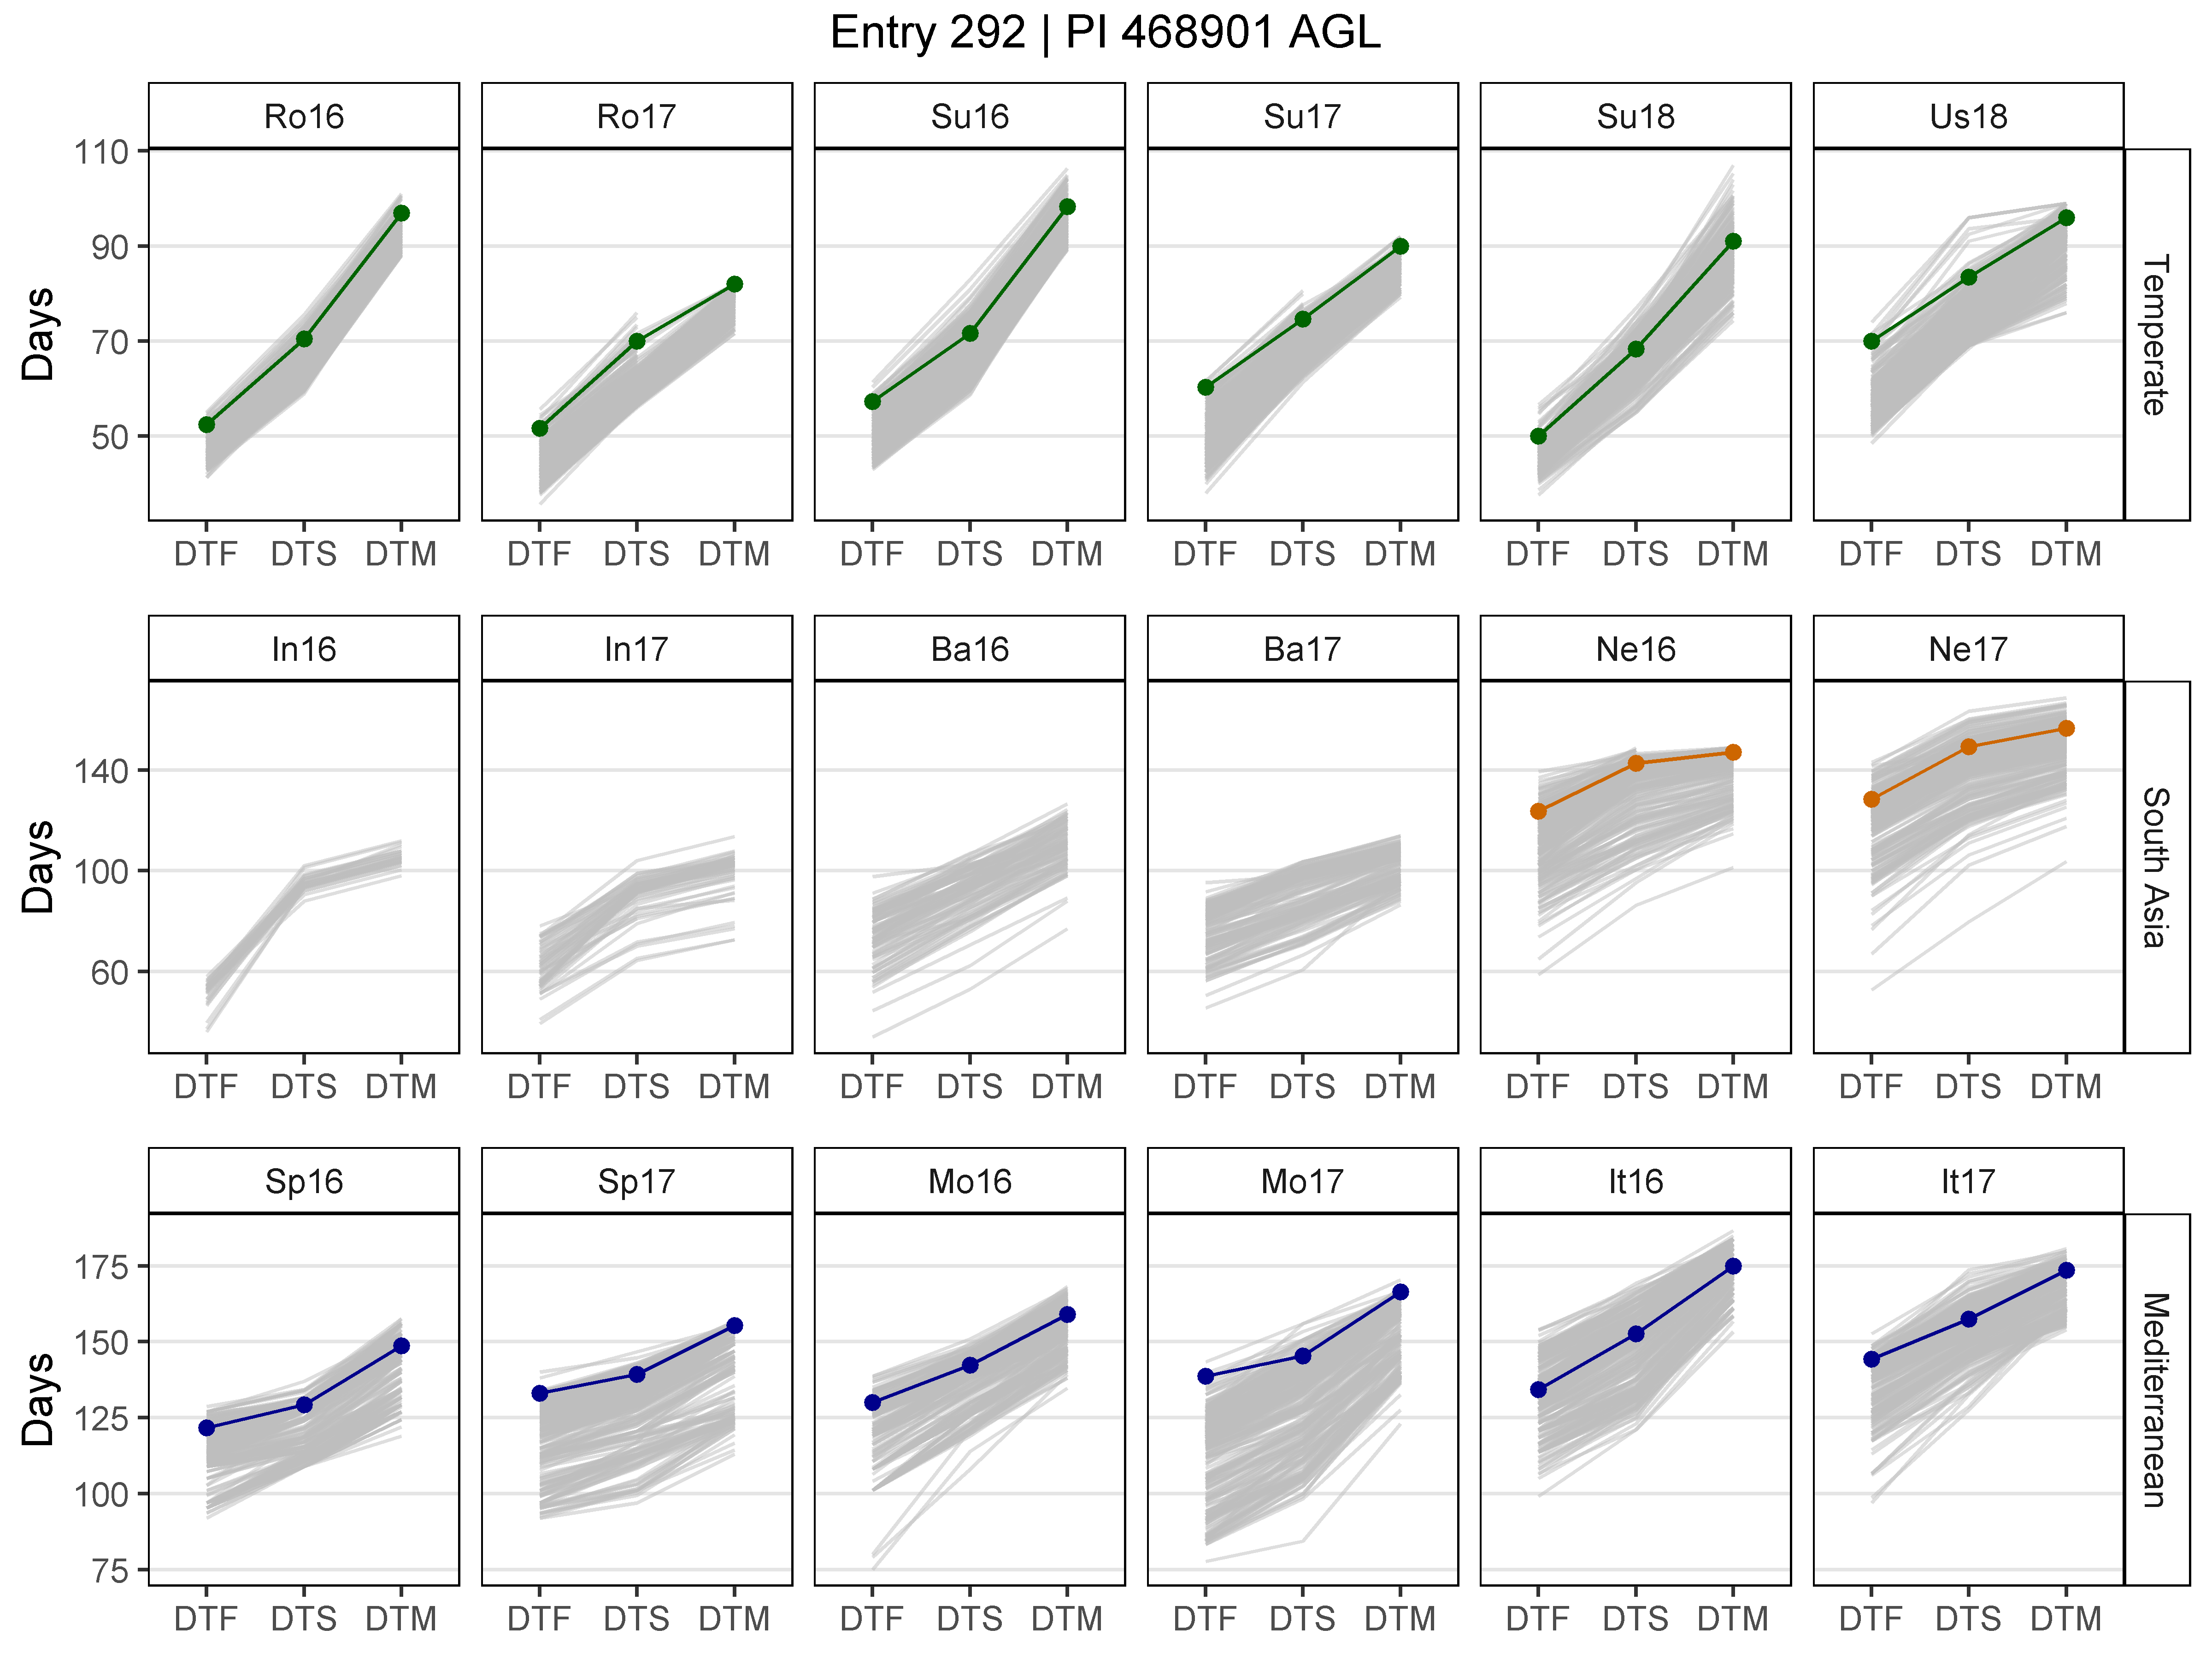 Entry 292 | PI 468901 AGL
Ro16 Ro17 Su16 Su17 Su18 Us18
110
90
70
50
Days
Temperate
DTF DTS DTM DTF DTS DTM DTF DTS DTM DTF DTS DTM DTF DTS DTM DTF DTS DTM
In16 In17 Ba16 Ba17 Ne16 Ne17
140
100
60
Days
South Asia
DTF DTS DTM DTF DTS DTM DTF DTS DTM DTF DTS DTM DTF DTS DTM DTF DTS DTM
Sp16 Sp17 Mo16 Mo17 It16 It17
175
150
125
100
75
Days
Mediterranean
DTF DTS DTM DTF DTS DTM DTF DTS DTM DTF DTS DTM DTF DTS DTM DTF DTS DTM